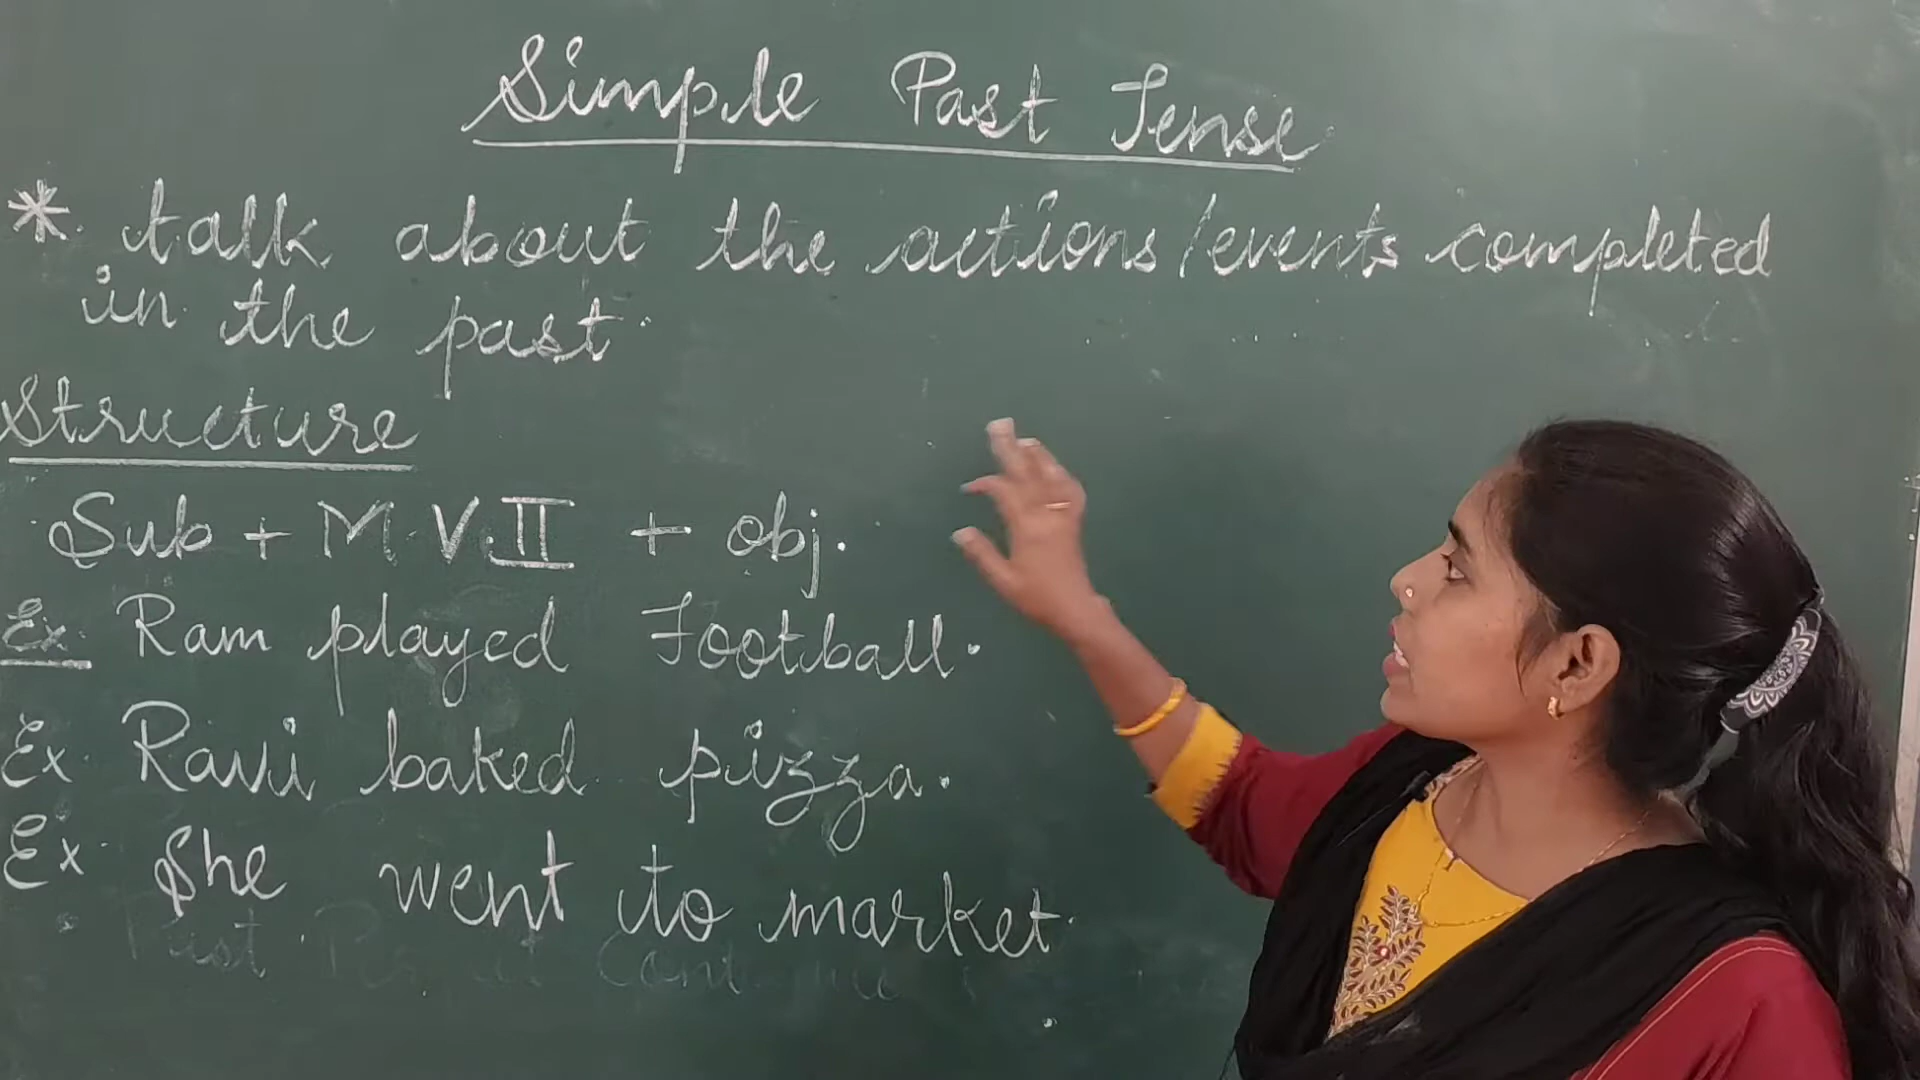 Simple Past Tense
* talk about the actions/events completed
in the past.
Structure
Sub + M.V.II + obj.
Ex. Ram played Football.
Ex. Ravi baked pizza.
Ex. She went to market.
Past